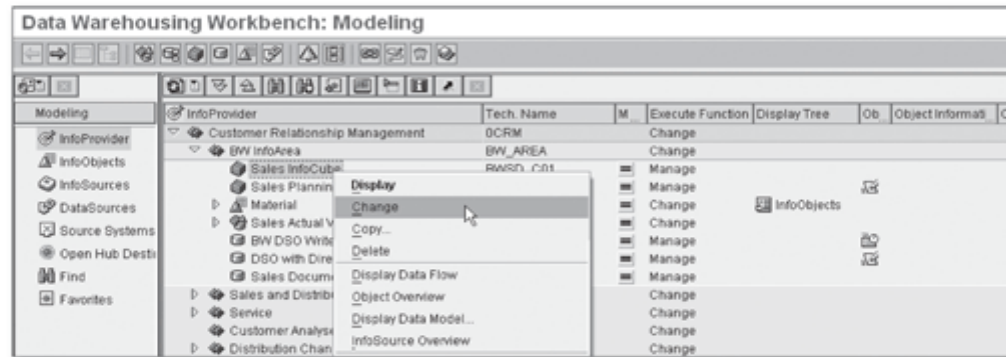 Data Warehousing Workbench: Modeling
Modeling
InfoProvider
InfoObjects
InfoSources
DataSources
Source Systems
Open Hub Desti
Find
Favorites
InfoProvider Tech. Name M... Execute Function Display Tree Ob... Object Informati...
Customer Relationship Management 0CRM Change
BW InfoArea BW_AREA Change
Sales InfoCube BWSD_C01 Manage
Sales Plannin Manage
Material Change InfoObjects
Sales Actual V Change
BW DSO Write Manage
DSO with Dire Manage
Sales Docume Manage
Sales and Distrib Change
Service Change
Customer Analys Change
Distribution Chan Change
Display
Change
Copy...
Delete
Display Data Flow
Object Overview
Display Data Model...
InfoSource Overview